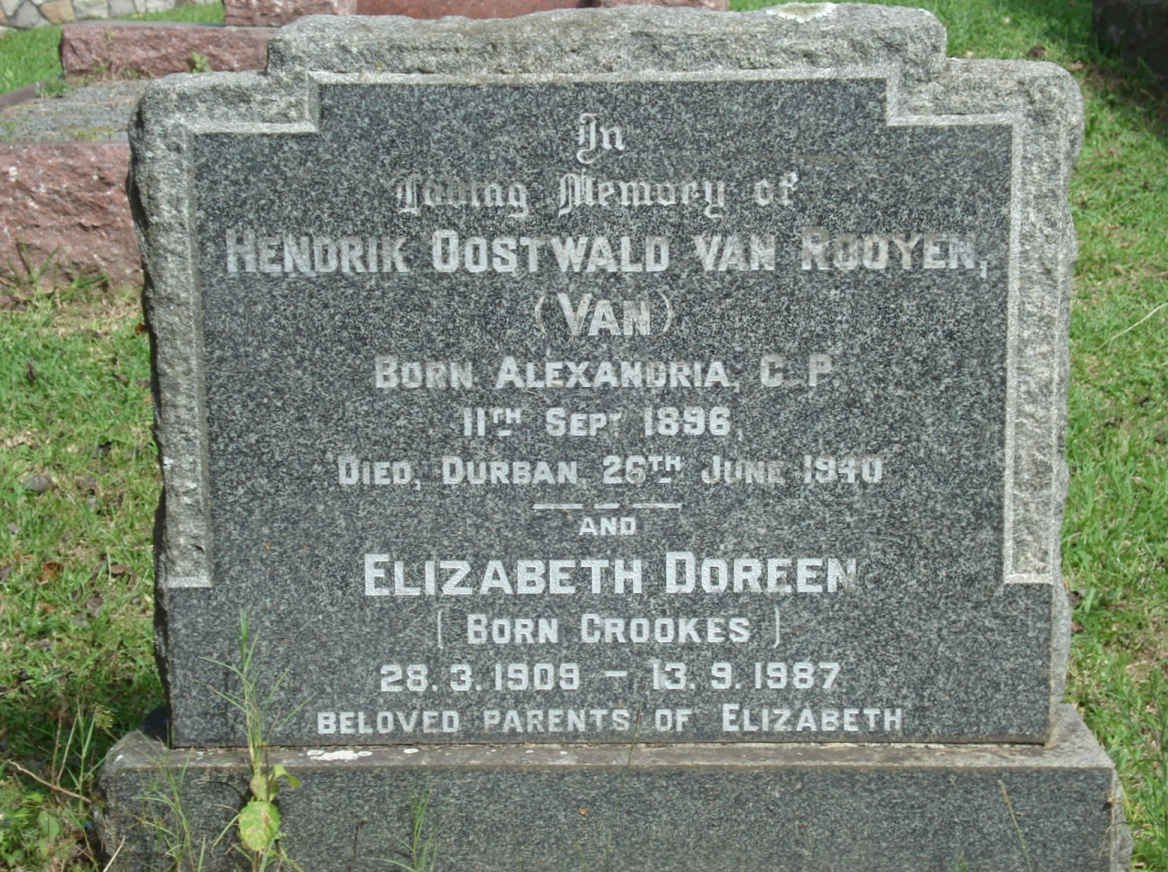 In
Loving Memory of
HENDRIK OOSTWALD VAN ROOYEN,
(VAN)
BORN ALEXANDRIA, C.P.
11TH SEPT 1896,
DIED, DURBAN, 26TH JUNE 1940
AND
ELIZABETH DOREEN
(BORN CROOKES)
28.3.1909 – 13.9.1987
BELOVED PARENTS OF ELIZABETH